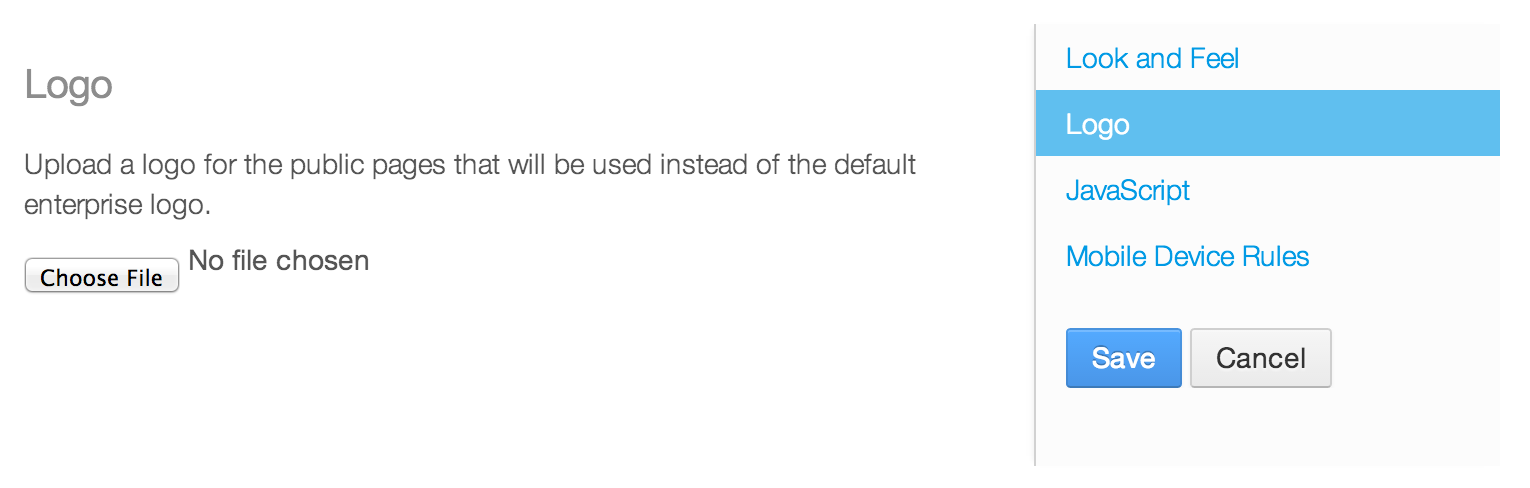 Logo
Upload a logo for the public pages that will be used instead of the default
enterprise logo.
Choose File No file chosen
Look and Feel
Logo
JavaScript
Mobile Device Rules
Save Cancel